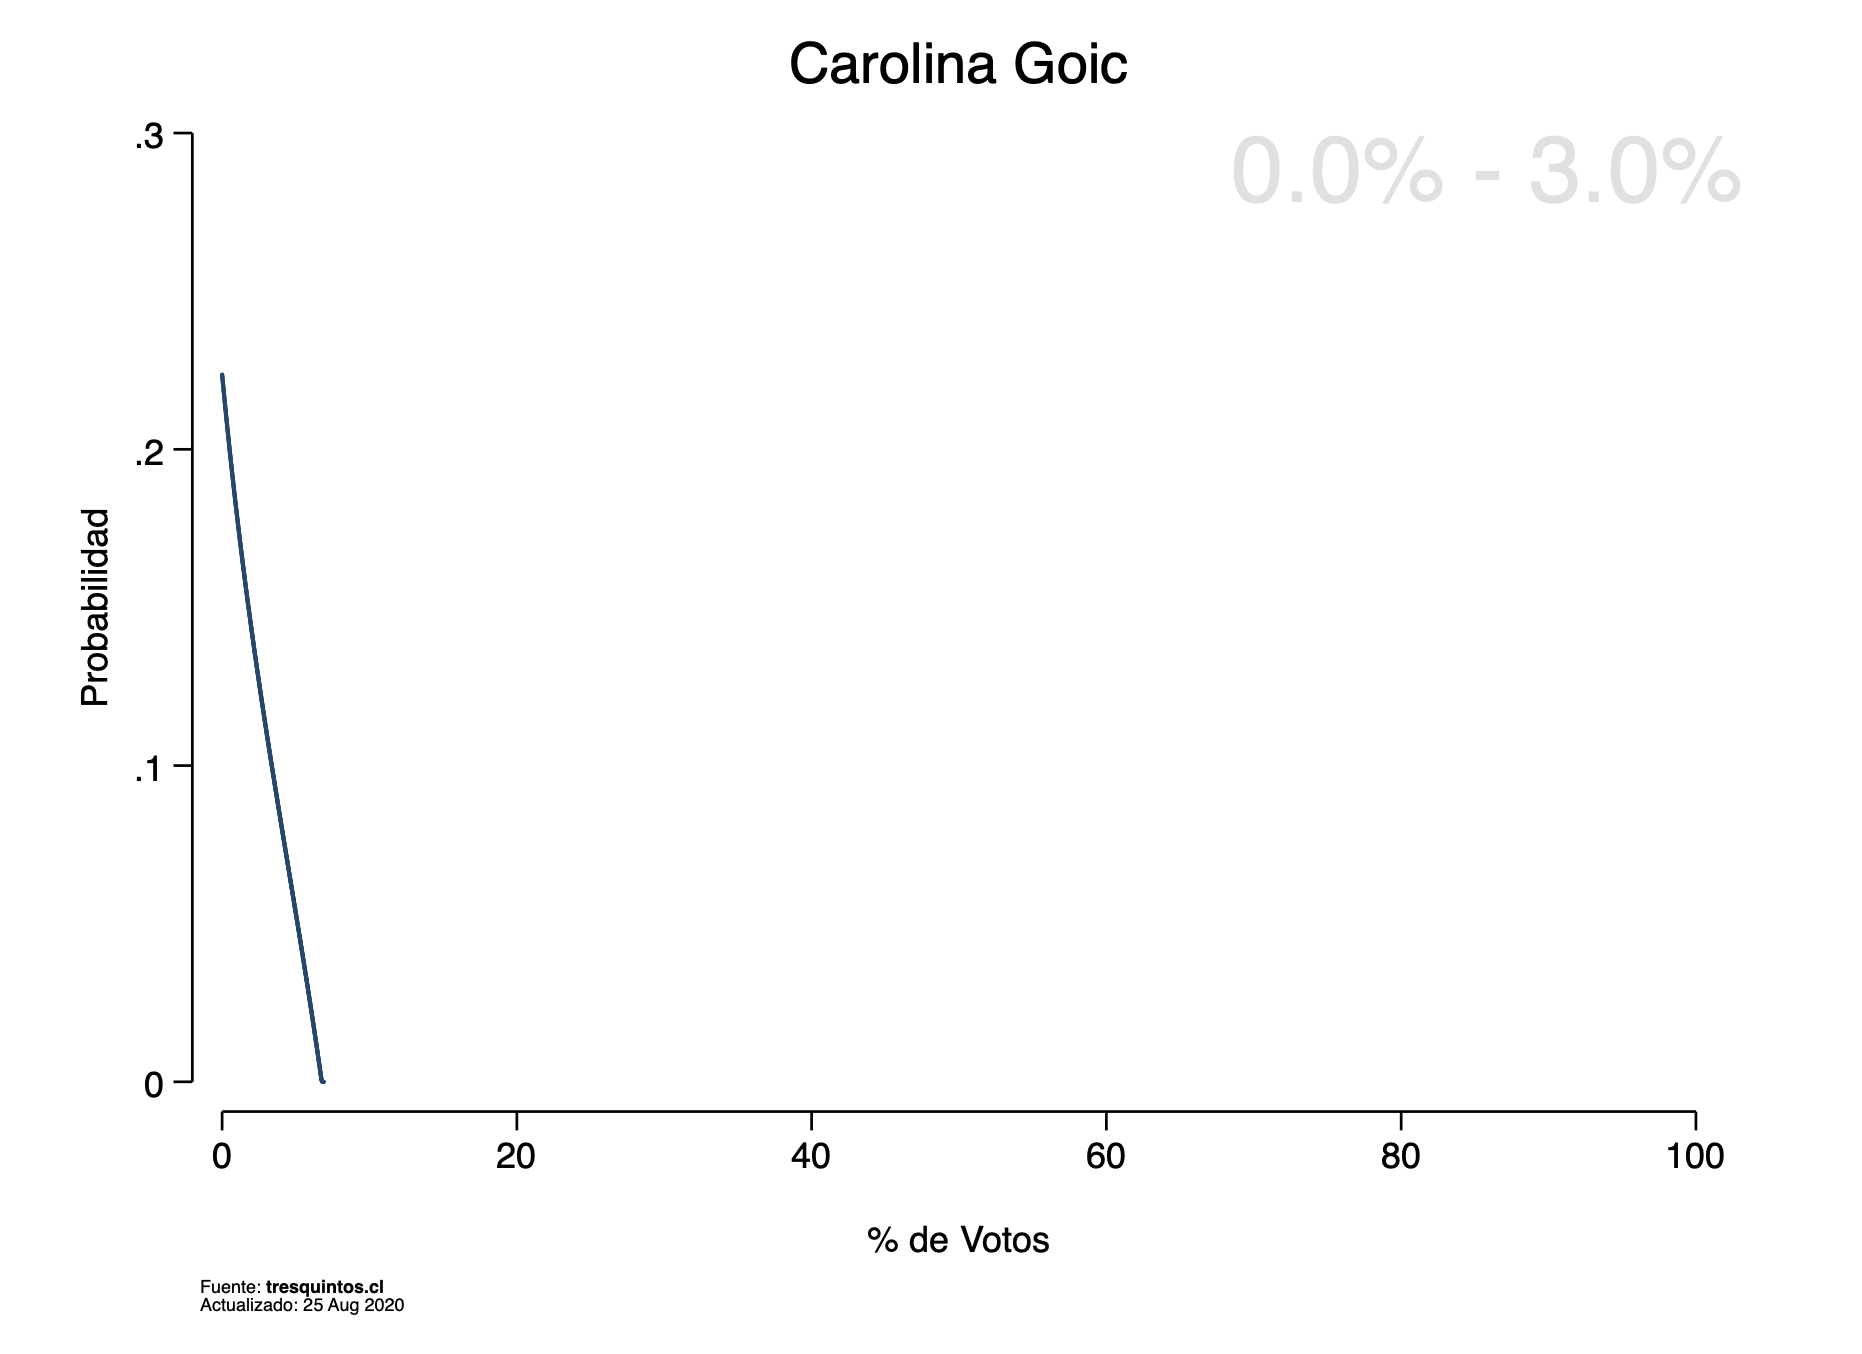 Carolina Goic
0.0% - 3.0%
.3
.2
.1
0
Probabilidad
0 20 40 60 80 100
% de Votos
Fuente: tresquintos.cl
Actualizado: 25 Aug 2020